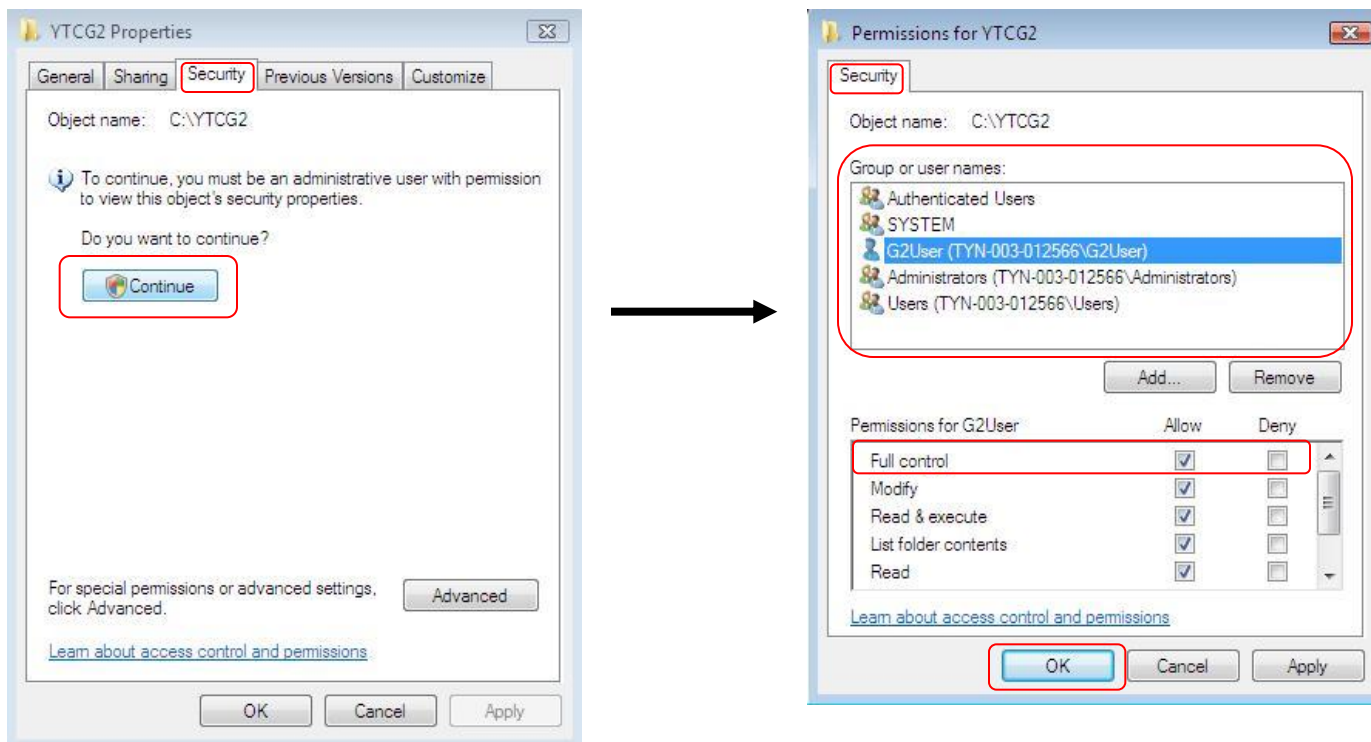 YTCG2 Properties
General Sharing Security Previous Versions Customize
Object name: C:\YTCG2
To continue, you must be an administrative user with permission
to view this object's security properties.
Do you want to continue?
Continue
For special permissions or advanced settings,
click Advanced.
Advanced
Learn about access control and permissions
OK Cancel Apply
Permissions for YTCG2
Security
Object name: C:\YTCG2
Group or user names:
Authenticated Users
SYSTEM
G2User (TYN-003-012566\G2User)
Administrators (TYN-003-012566\Administrators)
Users (TYN-003-012566\Users)
Add... Remove
Permissions for G2User Allow Deny
Full control
Modify
Read & execute
List folder contents
Read
Learn about access control and permissions
OK Cancel Apply